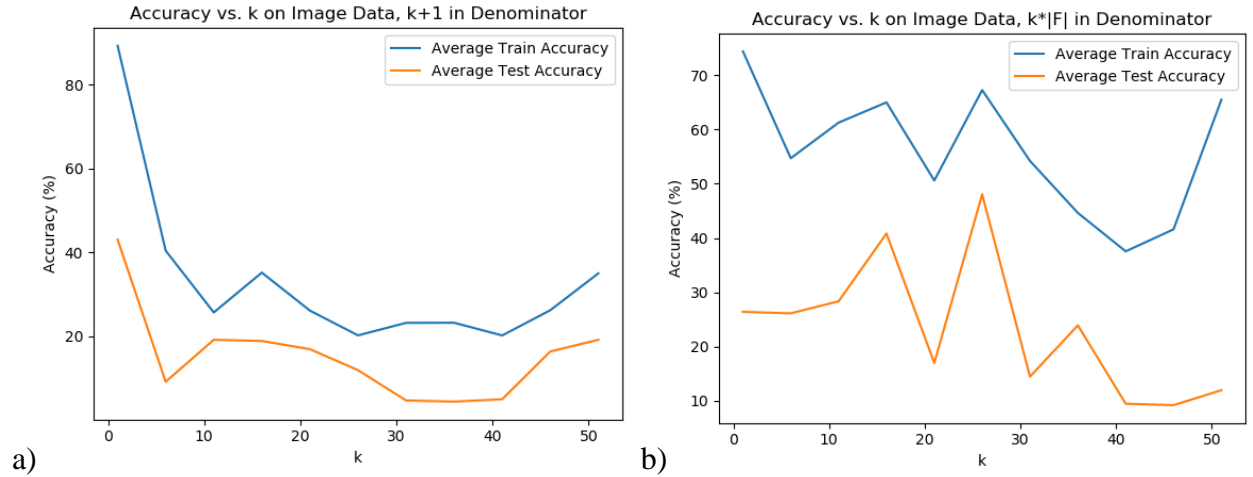 Accuracy vs. k on Image Data, k+1 in Denominator
Average Train Accuracy
Average Test Accuracy
Accuracy (%)
80
60
40
20
0
10
20
30
40
50
k
a)
Accuracy vs. k on Image Data, k*|F| in Denominator
Average Train Accuracy
Average Test Accuracy
Accuracy (%)
70
60
50
40
30
20
10
0
10
20
30
40
50
k
b)